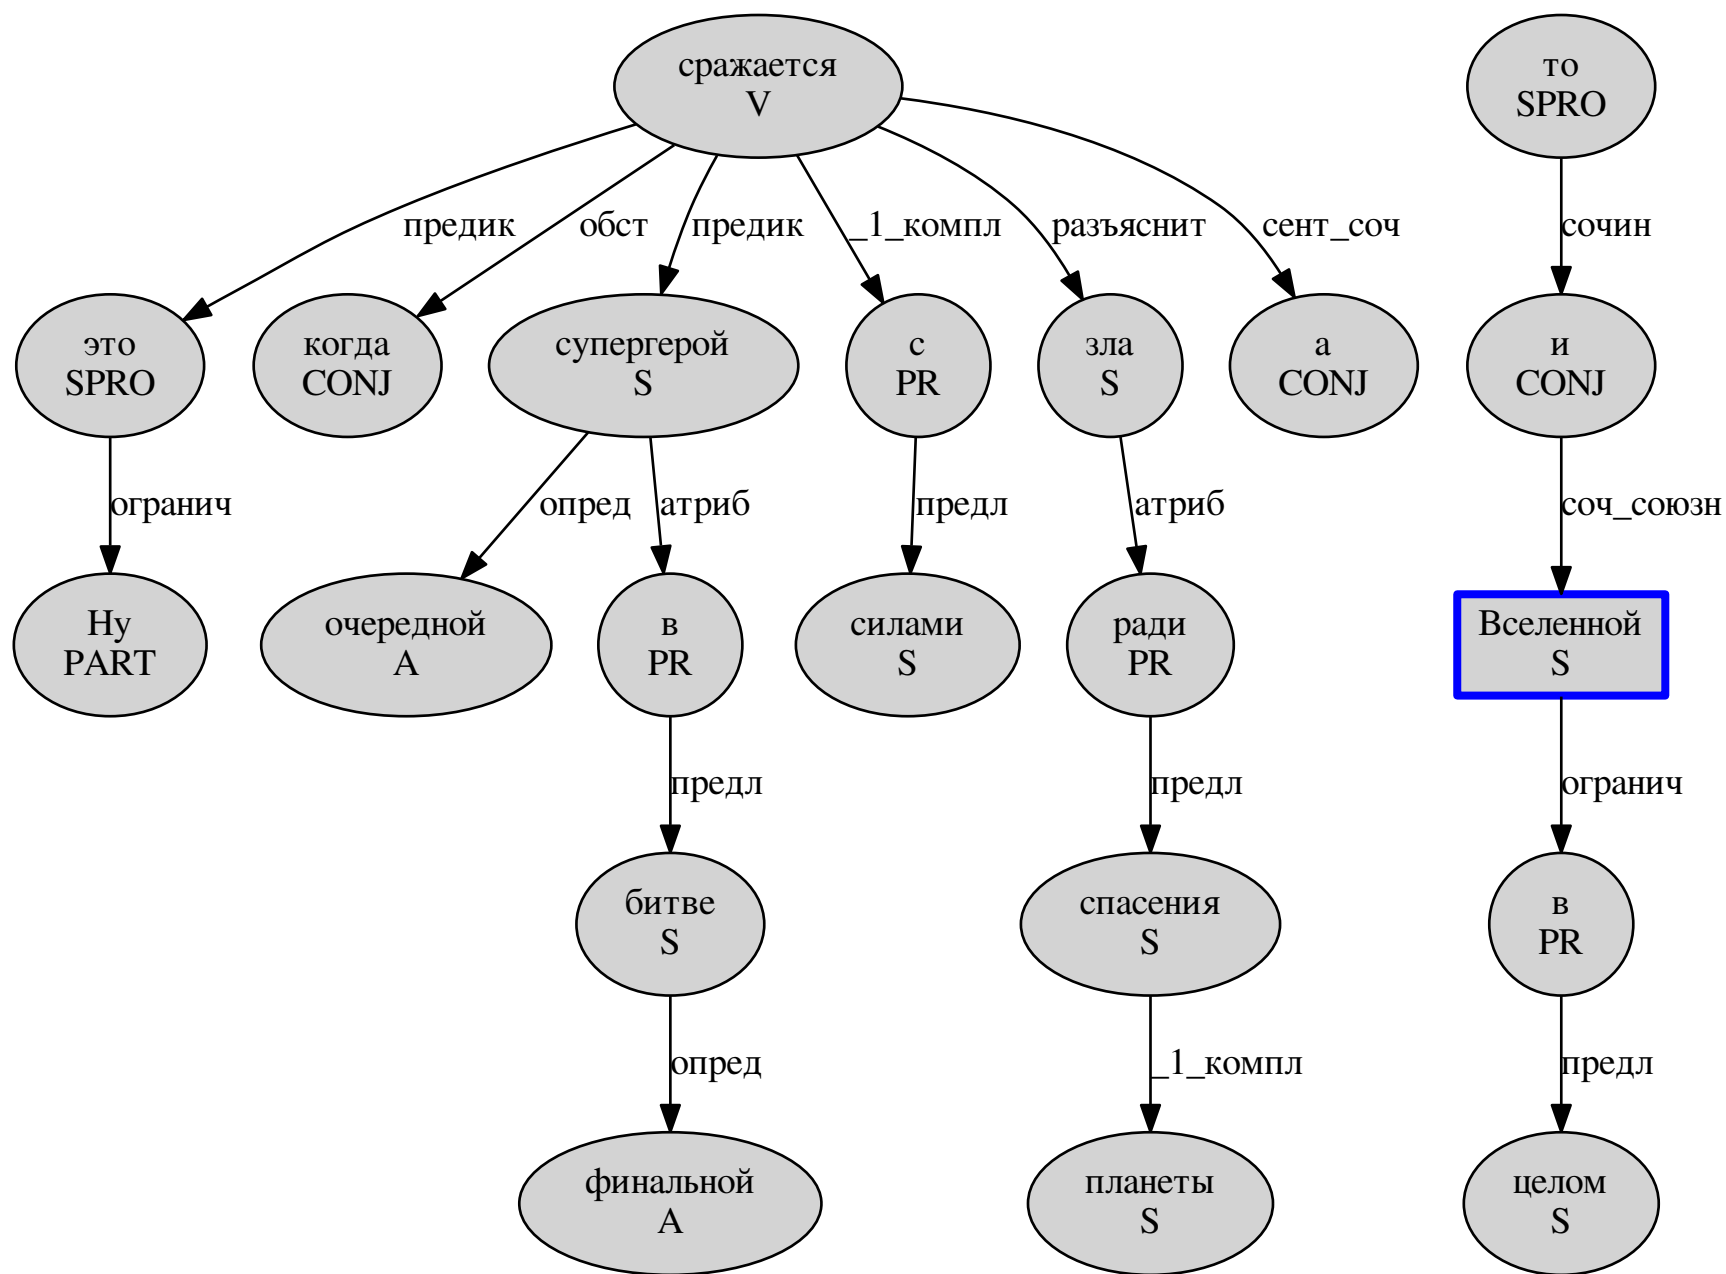 сражается
V
то
SPRO
предик
обст
предик
_1_компл
разъяснит
сент_соч
сочин
это
SPRO
когда
CONJ
супергерой
S
с
PR
зла
S
а
CONJ
и
CONJ
огранич
опред
атриб
предл
атриб
соч_союзн
Ну
PART
очередной
A
в
PR
силами
S
ради
PR
Вселенной
S
предл
предл
огранич
битве
S
спасения
S
в
PR
опред
_1_компл
предл
финальной
A
планеты
S
целом
S